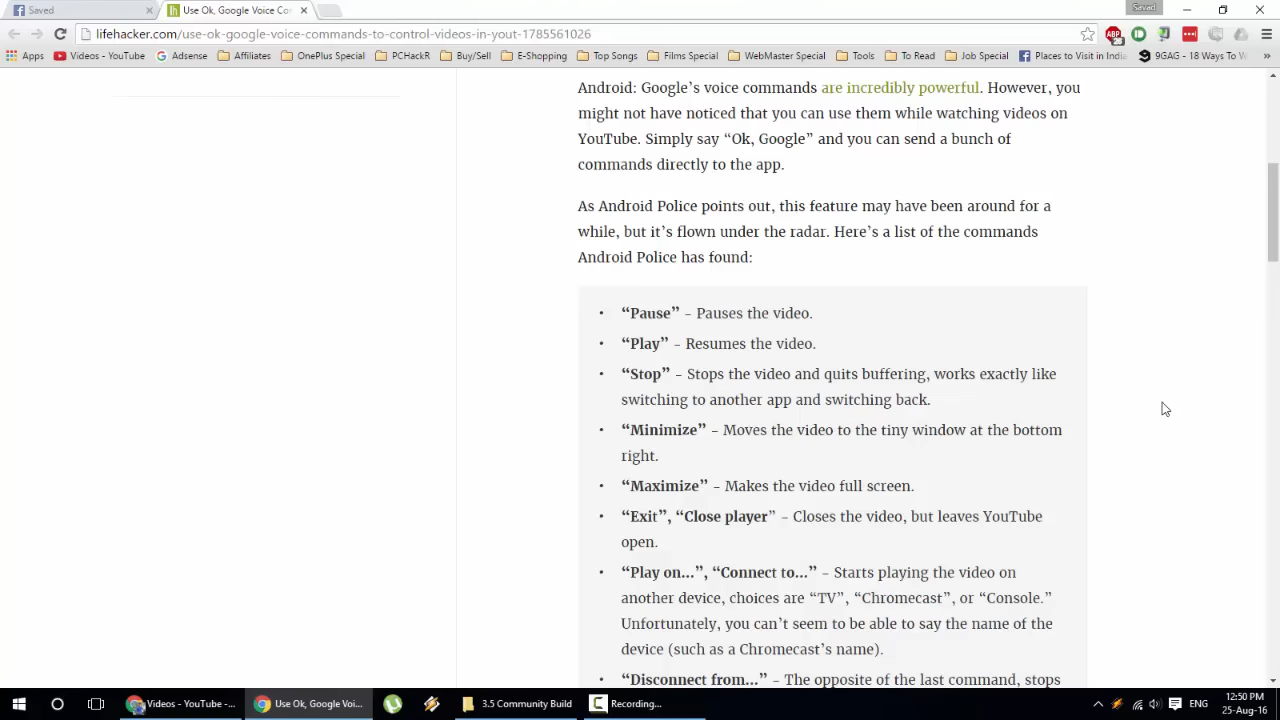 Saved
Use Ok, Google Voice Co
Savad
lifehacker.com/use-ok-google-voice-commands-to-control-videos-in-yout-1785561026
Apps Videos - YouTube Adsense Affiliates OnePlus Special PCHacks Buy/Sell E-Shopping Top Songs Films Special WebMaster Special Tools To Read Job Special Places to Visit in India 9GAG - 18 Ways To W
Android: Google’s voice commands are incredibly powerful. However, you
might not have noticed that you can use them while watching videos on
YouTube. Simply say “Ok, Google” and you can send a bunch of
commands directly to the app.
As Android Police points out, this feature may have been around for a
while, but it’s flown under the radar. Here’s a list of the commands
Android Police has found:
• “Pause” – Pauses the video.
• “Play” – Resumes the video.
• “Stop” – Stops the video and quits buffering, works exactly like
switching to another app and switching back.
• “Minimize” – Moves the video to the tiny window at the bottom
right.
• “Maximize” – Makes the video full screen.
• “Exit”, “Close player” – Closes the video, but leaves YouTube
open.
• “Play on...”, “Connect to...” – Starts playing the video on
another device, choices are “TV”, “Chromecast”, or “Console.”
Unfortunately, you can’t seem to be able to say the name of the
device (such as a Chromecast’s name).
• “Disconnect from...” – The opposite of the last command, stops
Videos - YouTube -... Use Ok, Google Voi... 3.5 Community Build Recording... ENG 12:50 PM
25-Aug-16